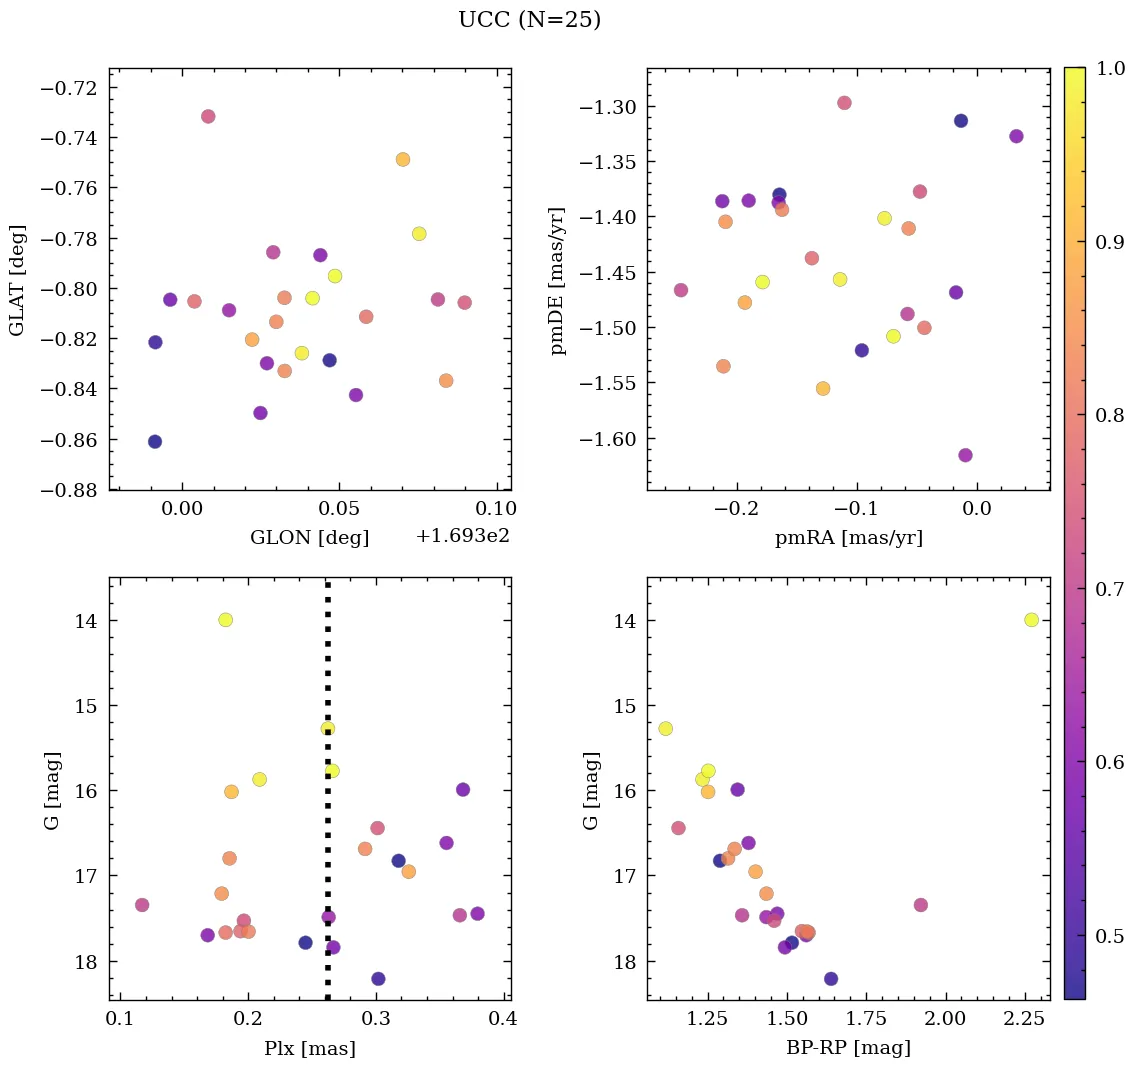 UCC (N=25)
−0.72
−0.74
−0.76
−0.78
−0.80
−0.82
−0.84
−0.86
−0.88
GLAT [deg]
0.00 0.05 0.10
GLON [deg] +1.693e2
−1.30
−1.35
−1.40
−1.45
−1.50
−1.55
−1.60
pmDE [mas/yr]
−0.2 −0.1 0.0
pmRA [mas/yr]
14
15
16
17
18
G [mag]
0.1 0.2 0.3 0.4
Plx [mas]
14
15
16
17
18
G [mag]
1.25 1.50 1.75 2.00 2.25
BP-RP [mag]
1.0
0.9
0.8
0.7
0.6
0.5